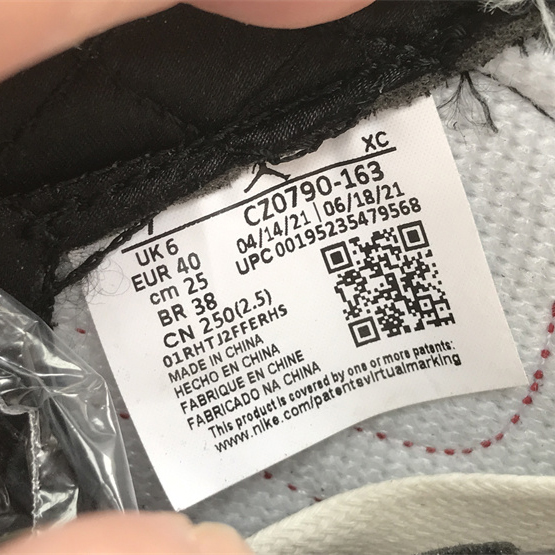 XC
7
UK 6
EUR 40
cm 25
BR 38
CN 250(2.5)
01RHTJ2FFERHS
CZ0790-163
04/14/21 | 06/18/21
UPC 00195235479568
MADE IN CHINA
HECHO EN CHINA
FABRIQUE EN CHINE
FABRICADO NA CHINA
This product is covered by one or more patents:
www.nike.com/patentsvirtualmarking